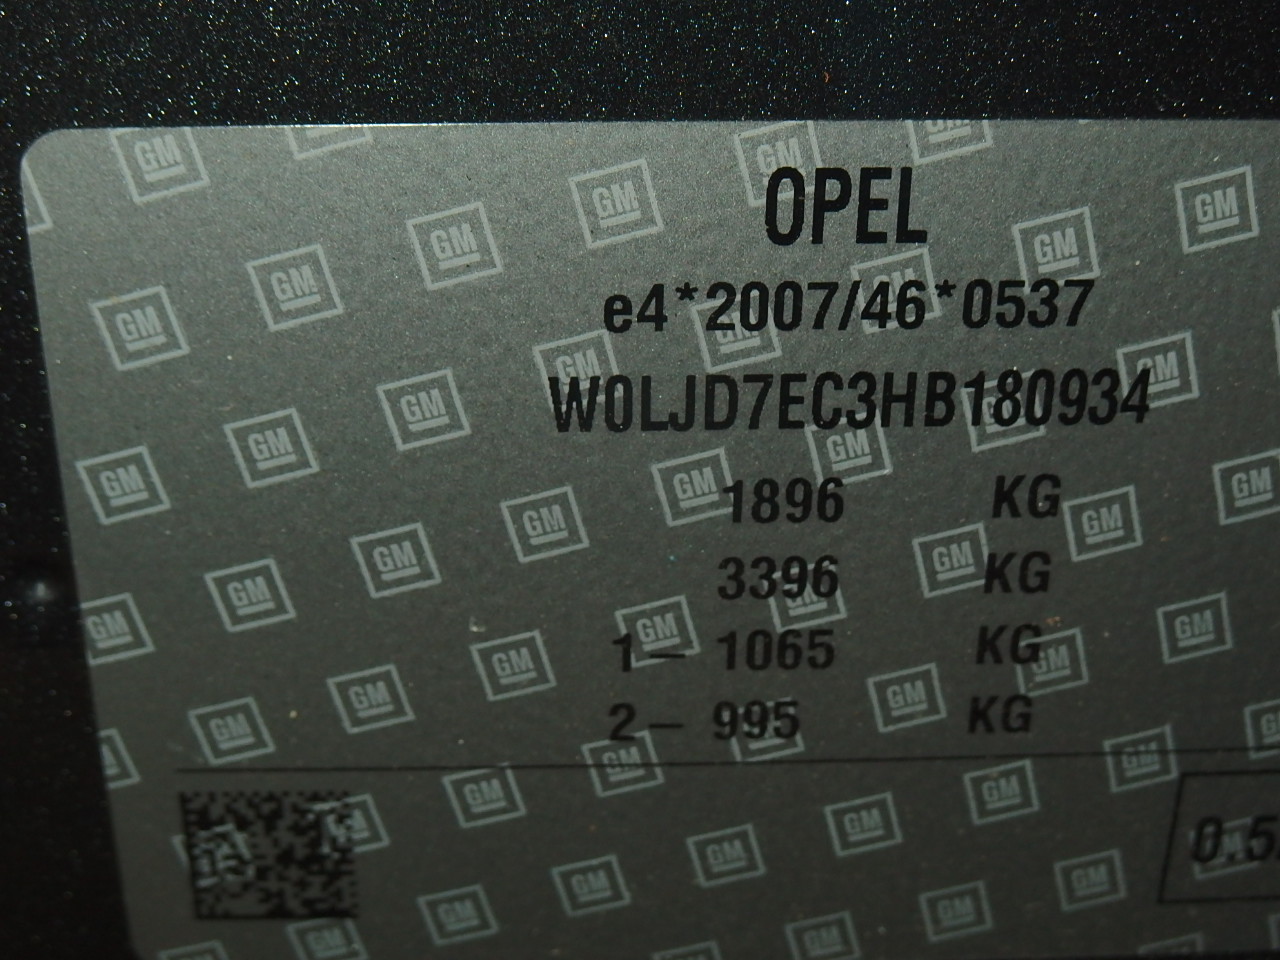 OPEL
e4*2007/46*0537
W0LJD7EC3HB180934
1896 KG
3396 KG
1– 1065 KG
2– 995 KG